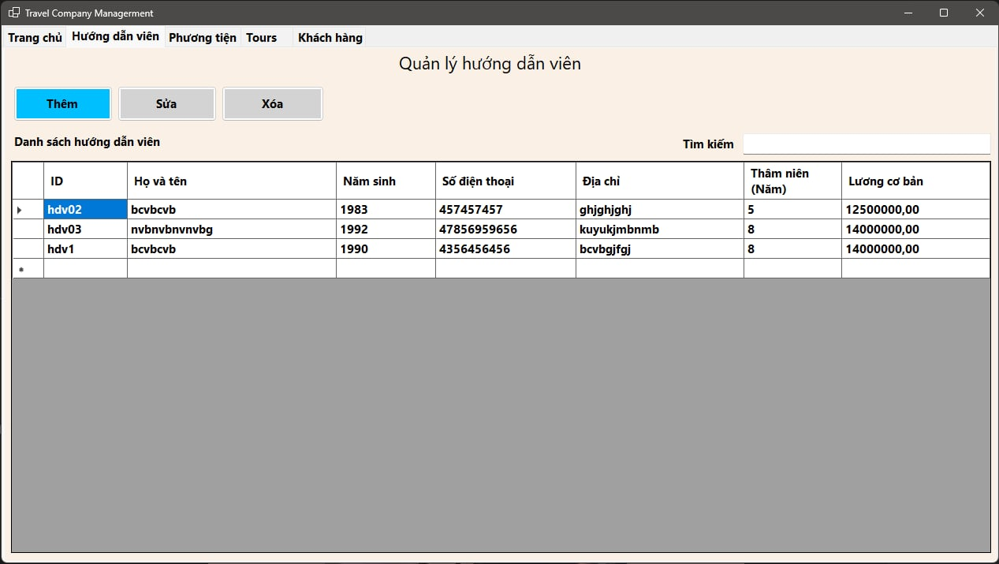 Travel Company Managerment
Trang chủ Hướng dẫn viên Phương tiện Tours Khách hàng
Quản lý hướng dẫn viên
Thêm Sửa Xóa
Danh sách hướng dẫn viên
Tìm kiếm
ID Họ và tên Năm sinh Số điện thoại Địa chỉ Thâm niên (Năm) Lương cơ bản
hdv02 bcvbcvb 1983 457457457 ghjghjghj 5 12500000,00
hdv03 nvbnvbnvnvbg 1992 47856959656 kuyukjmbnmb 8 14000000,00
hdv1 bcvbcvb 1990 4356456456 bcvbgjfgj 8 14000000,00